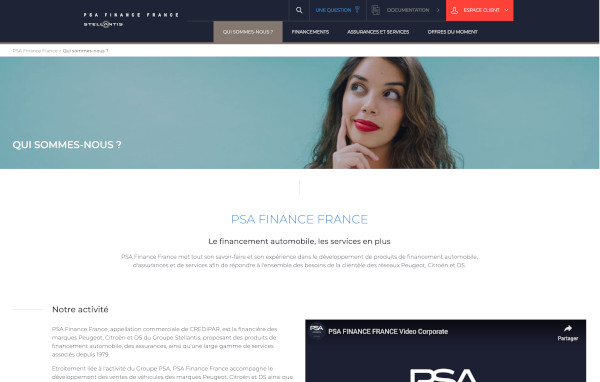 PSA FINANCE FRANCE
STELLANTIS
UNE QUESTION ?
DOCUMENTATION
ESPACE CLIENT
QUI SOMMES-NOUS ?
FINANCEMENTS
ASSURANCES ET SERVICES
OFFRES DU MOMENT
PSA Finance France > Qui sommes-nous ?
QUI SOMMES-NOUS ?
PSA FINANCE FRANCE
Le financement automobile, les services en plus
PSA Finance France met tout son savoir-faire et son expérience dans le développement de produits de financement automobile,
d'assurances et de services afin de répondre à l'ensemble des besoins de la clientèle des réseaux Peugeot, Citroën et DS.
Notre activité
PSA Finance France, appellation commerciale de CREDIPAR, est la financière des
marques Peugeot, Citroën et DS du Groupe Stellantis, proposant des produits de
financement automobile, des assurances, ainsi qu'une large gamme de services
associés depuis 1979.
Etroitement liée à l'activité du Groupe PSA, PSA Finance France, accompagne le
développement des ventes de véhicules des marques Peugeot, Citroën et DS ainsi que
PSA
PSA FINANCE FRANCE Video Corporate
Partager
PSA